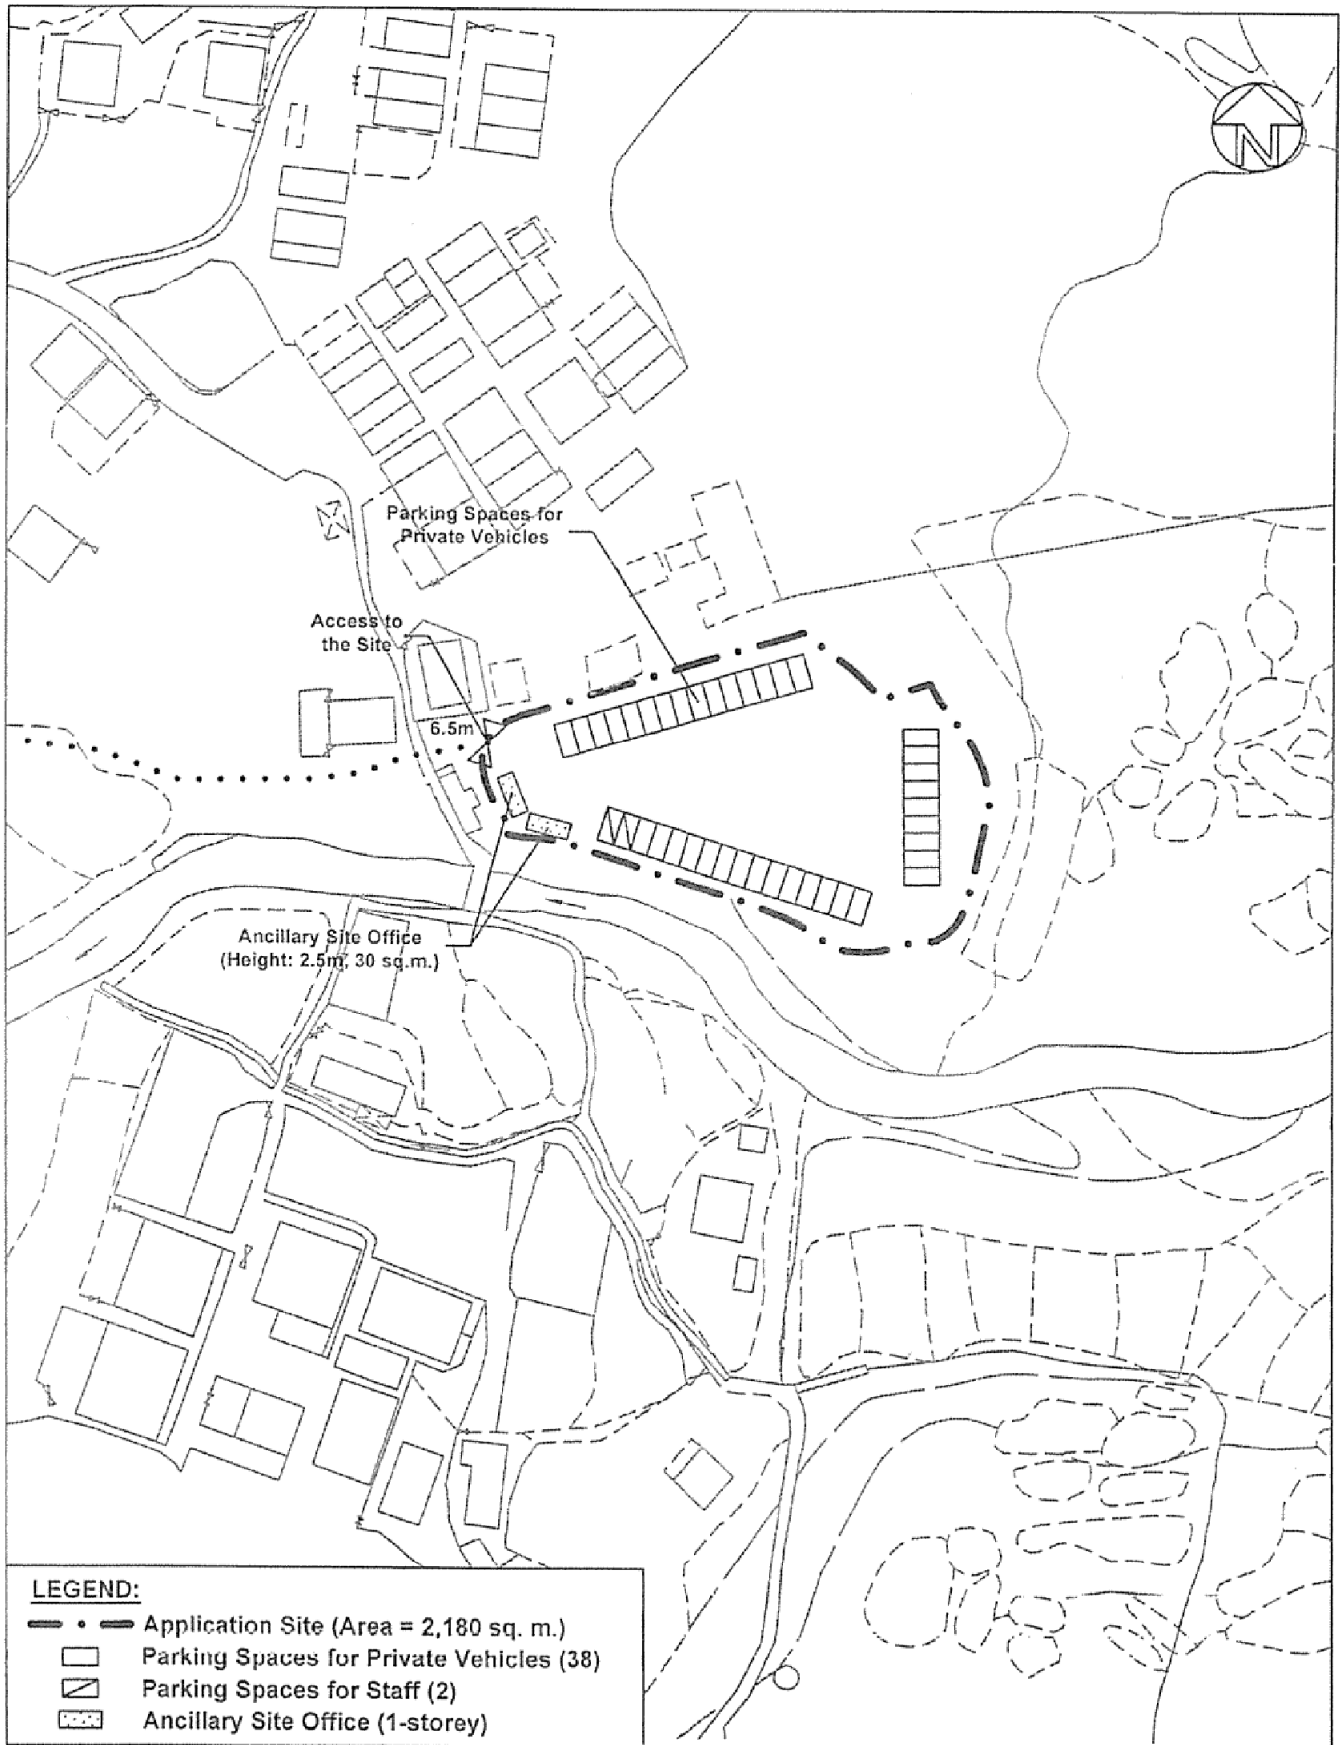 N
Parking Spaces for
Private Vehicles
Access to
the Site
6.5m
Ancillary Site Office
(Height: 2.5m, 30 sq.m.)
LEGEND:
Application Site (Area = 2,180 sq. m.)
Parking Spaces for Private Vehicles (38)
Parking Spaces for Staff (2)
Ancillary Site Office (1-storey)